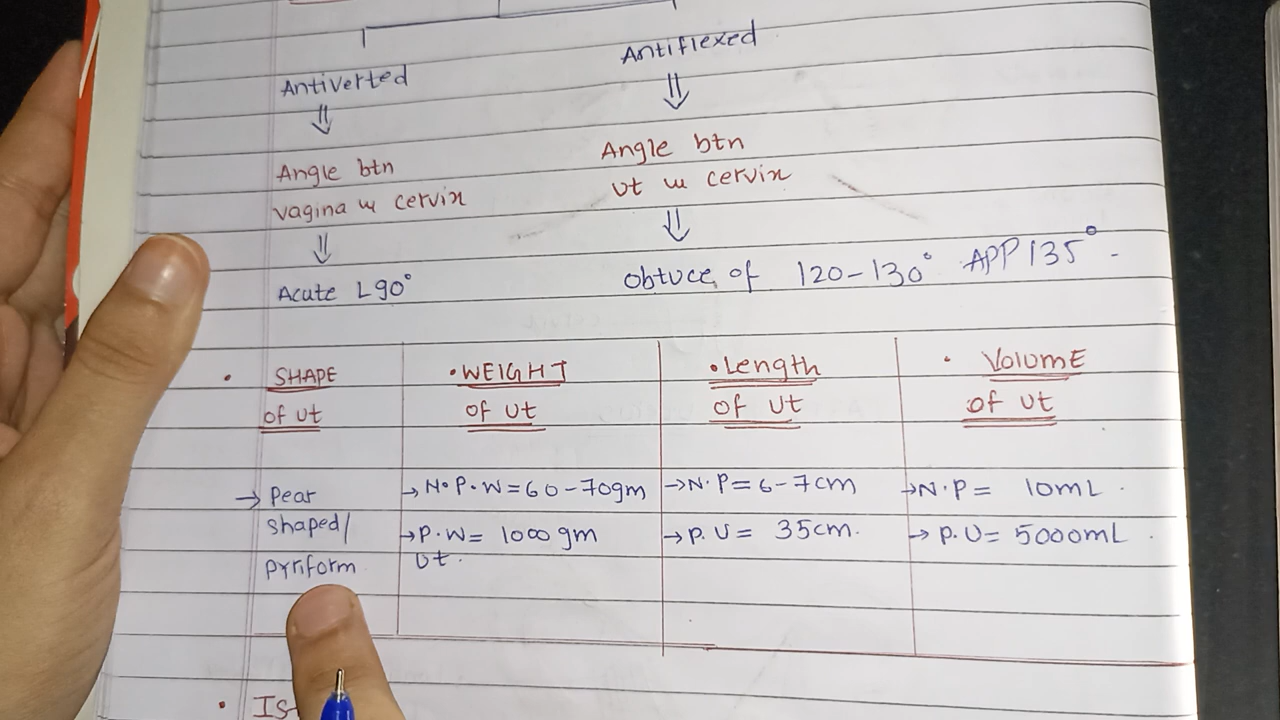 Antiverted
Antiflexed
⇓
⇓
Angle btn
vagina w cervix
Angle btn
ut w cervix
⇓
⇓
Acute L90°
Obtuce of 120-130° APP 135°
• SHAPE of ut
• WEIGHT of ut
• Length of ut
• VOLUME of ut
→ Pear
shaped/
Pyriform
→ N.P.W = 60-70gm
→ P.W = 1000 gm
Ut.
→ N.P = 6-7cm
→ P.U = 35cm.
→ N.P = 10mL.
→ P.U = 5000mL.